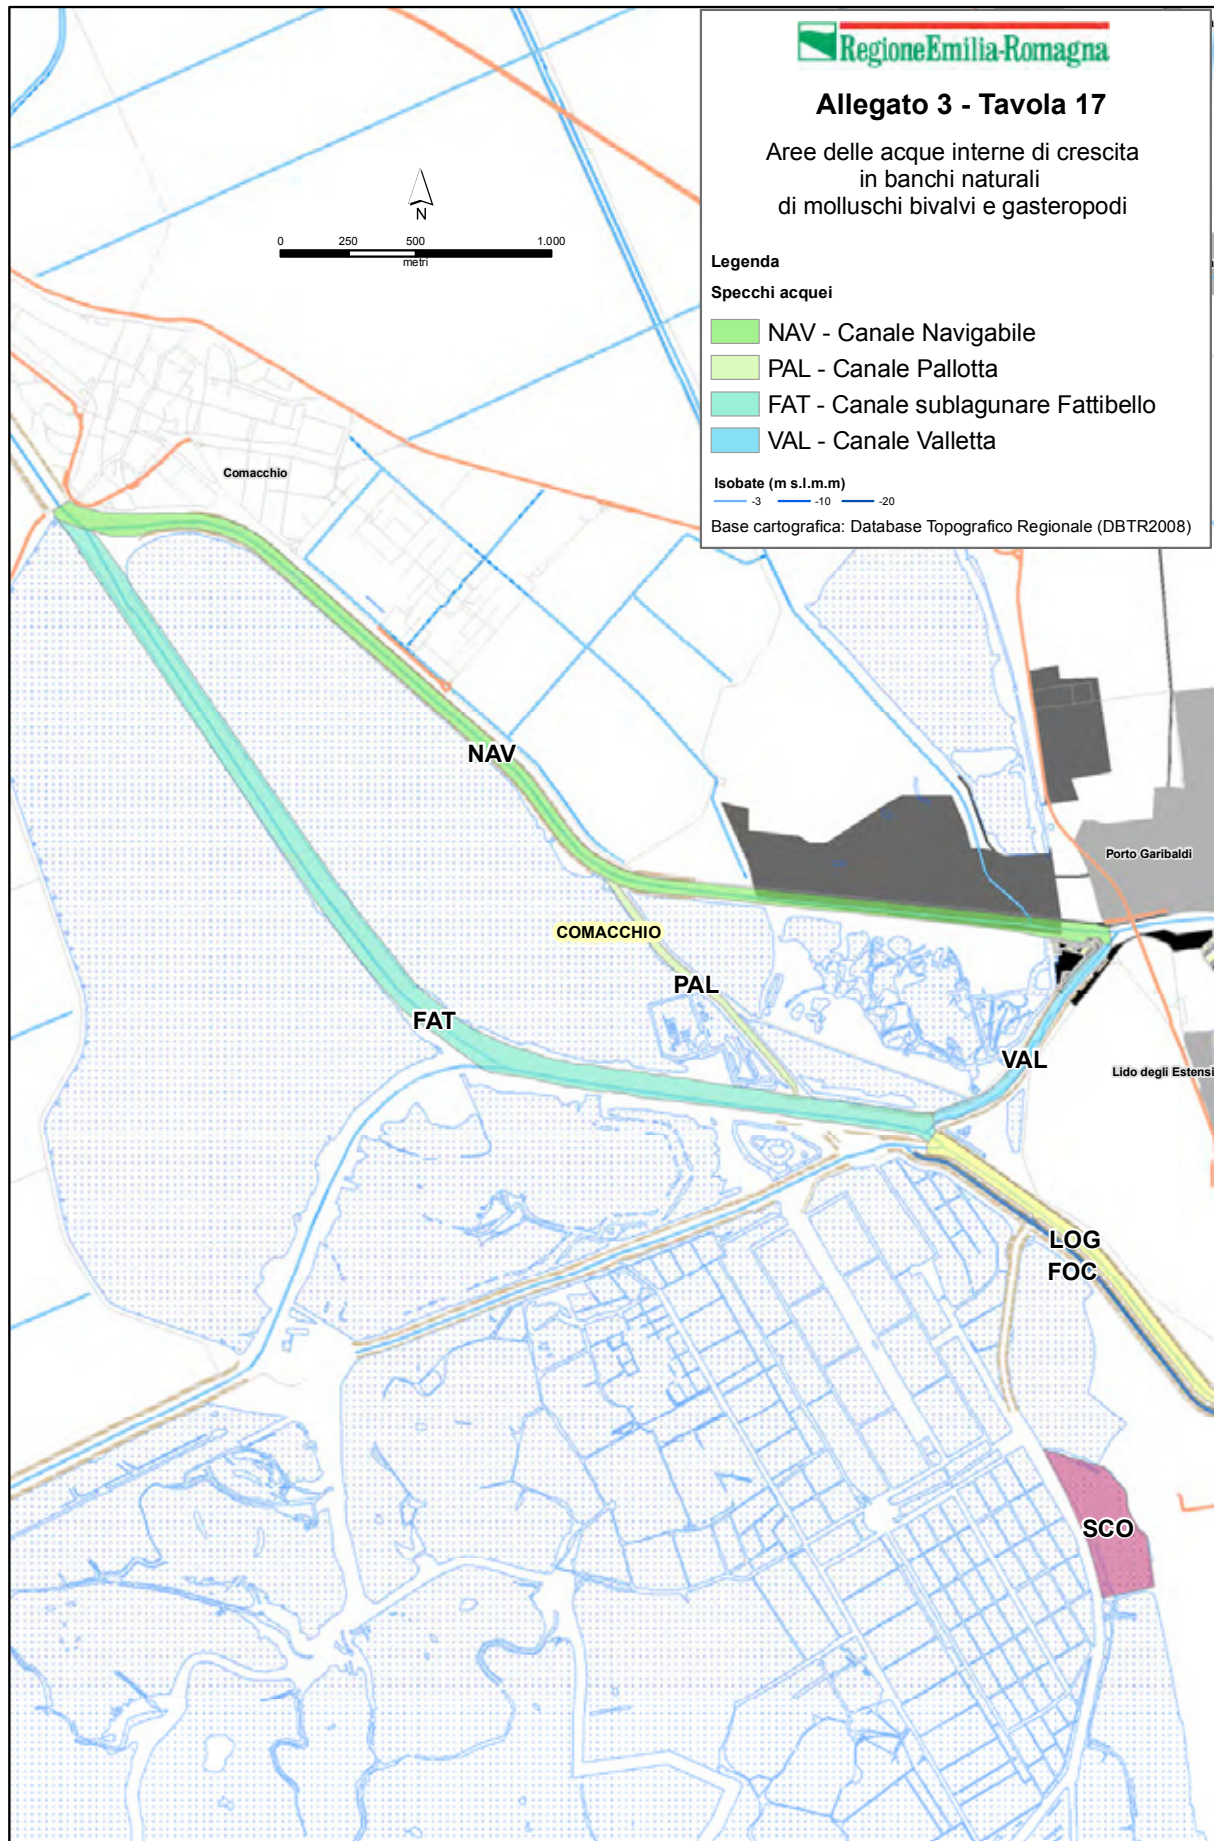 RegioneEmilia-Romagna
Allegato 3 - Tavola 17
Aree delle acque interne di crescita
in banchi naturali
di molluschi bivalvi e gasteropodi
Legenda
Specchi acquei
NAV - Canale Navigabile
PAL - Canale Pallotta
FAT - Canale sublagunare Fattibello
VAL - Canale Valletta
Isobate (m s.l.m.m)
-3 -10 -20
Base cartografica: Database Topografico Regionale (DBTR2008)
N
0 250 500 1.000
metri
Comacchio
NAV
Porto Garibaldi
COMACCHIO
PAL
FAT
VAL
Lido degli Estensi
LOG
FOC
SCO